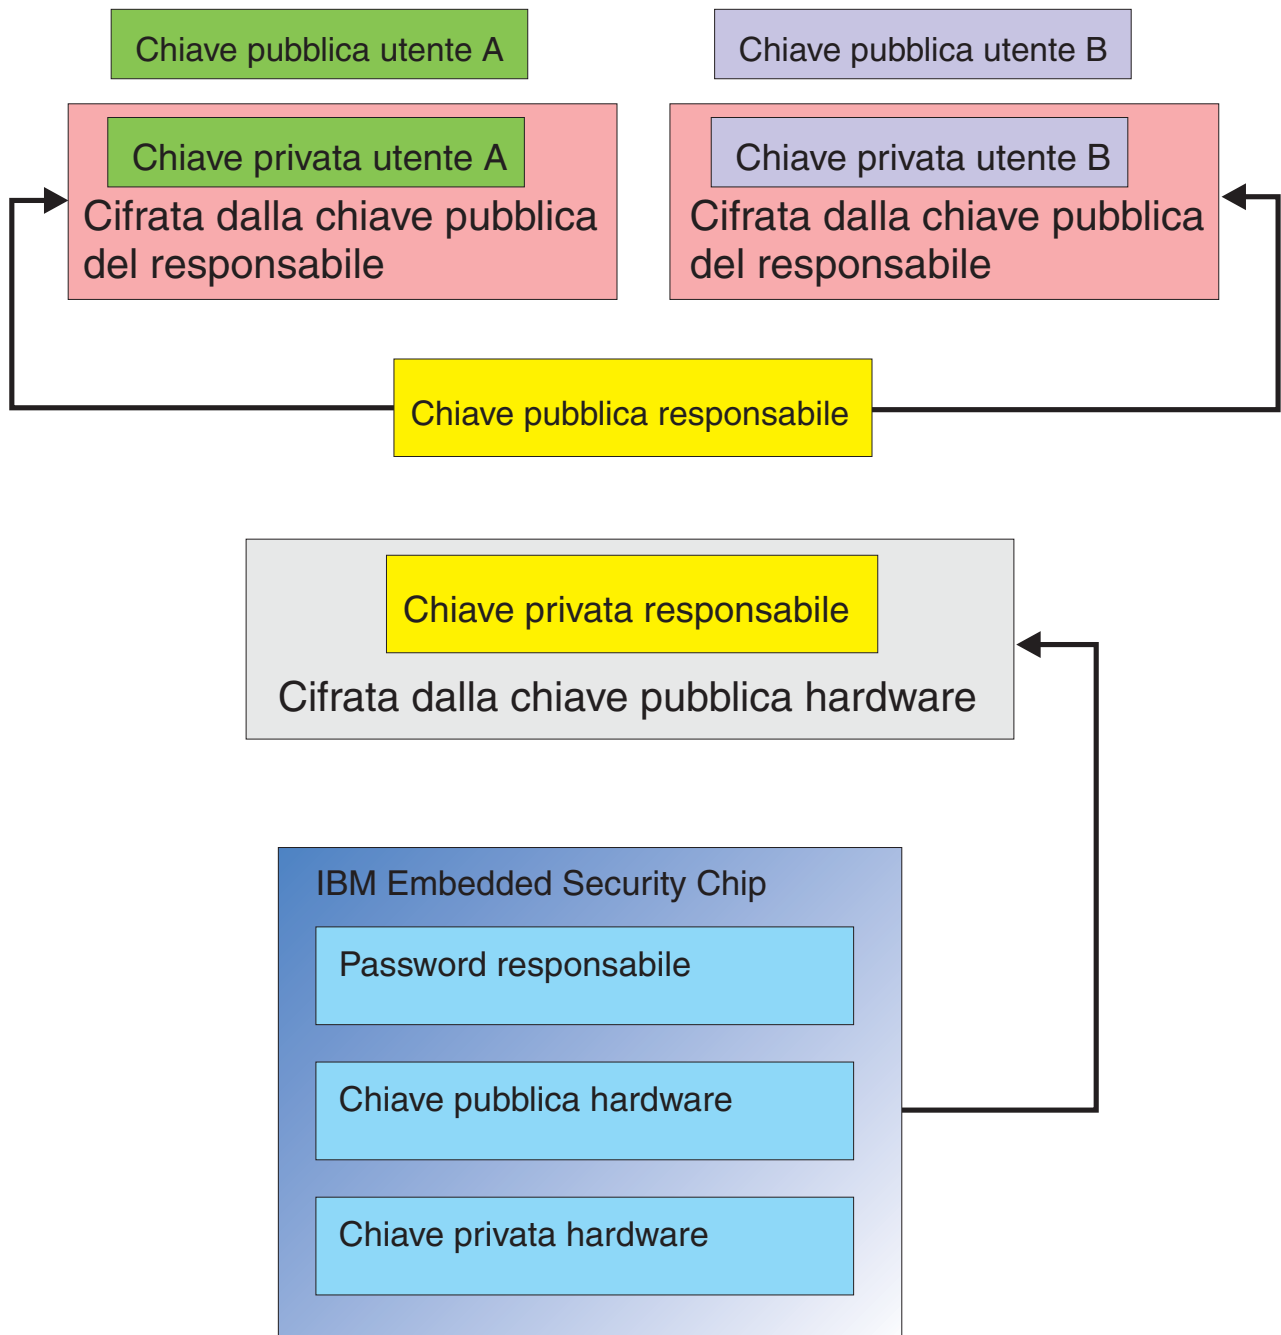 Chiave pubblica utente A
Chiave pubblica utente B
Chiave privata utente A
Cifrata dalla chiave pubblica
del responsabile
Chiave privata utente B
Cifrata dalla chiave pubblica
del responsabile
Chiave pubblica responsabile
Chiave privata responsabile
Cifrata dalla chiave pubblica hardware
IBM Embedded Security Chip
Password responsabile
Chiave pubblica hardware
Chiave privata hardware